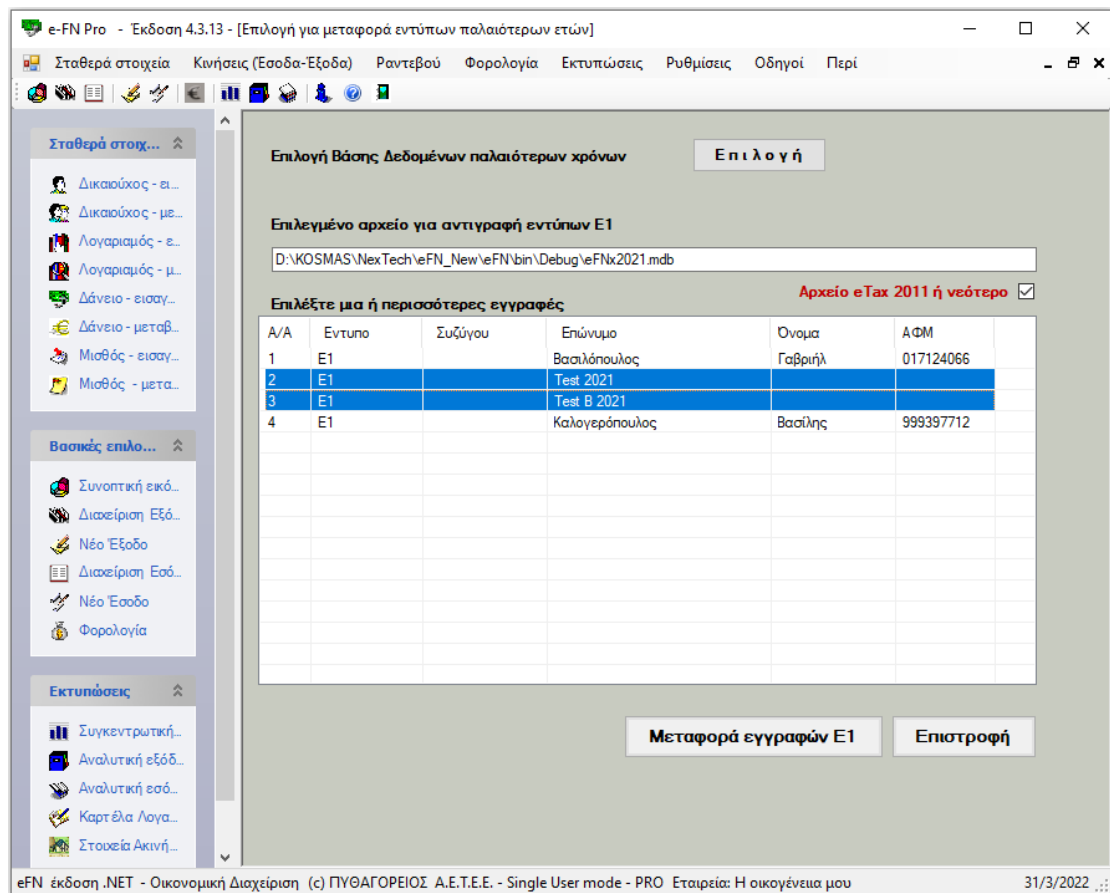 e-FN Pro - Έκδοση 4.3.13 - [Επιλογή για μεταφορά εντύπων παλαιότερων ετών]
Σταθερά στοιχεία Κινήσεις (Έσοδα-Έξοδα) Ραντεβού Φορολογία Εκτυπώσεις Ρυθμίσεις Οδηγοί Περί
Σταθερά στοιχ...
Δικαιούχος - ει...
Δικαιούχος - με...
Λογαριασμός - ε...
Λογαριασμός - μ...
Δάνειο - εισαγ...
Δάνειο - μεταβ...
Μισθός - εισαγ...
Μισθός - μετα...
Βασικές επιλο...
Συνοπτική εικό...
Διαχείριση Εξό...
Νέο Έξοδο
Διαχείριση Εσό...
Νέο Έσοδο
Φορολογία
Εκτυπώσεις
Συγκεντρωτική...
Αναλυτική εξόδ...
Αναλυτική εσό...
Καρτέλα Λογα...
Στοιχεία Ακινή...
Επιλογή Βάσης Δεδομένων παλαιότερων χρόνων
Επιλογή
Επιλεγμένο αρχείο για αντιγραφή εντύπων Ε1
D:\KOSMAS\NexTech\eFN_New\eFN\bin\Debug\eFNx2021.mdb
Αρχείο eTax 2011 ή νεότερο
Επιλέξτε μια ή περισσότερες εγγραφές
Α/Α Εντυπο Συζύγου Επώνυμο Όνομα ΑΦΜ
1 Ε1 Βασιλόπουλος Γαβριήλ 017124066
2 Ε1 Test 2021
3 Ε1 Test B 2021
4 Ε1 Καλογερόπουλος Βασίλης 999397712
Μεταφορά εγγραφών Ε1 Επιστροφή
eFN έκδοση .NET - Οικονομική Διαχείριση (c) ΠΥΘΑΓΟΡΕΙΟΣ Α.Ε.Τ.Ε.Ε. - Single User mode - PRO Εταιρεία: Η οικογένεια μου 31/3/2022